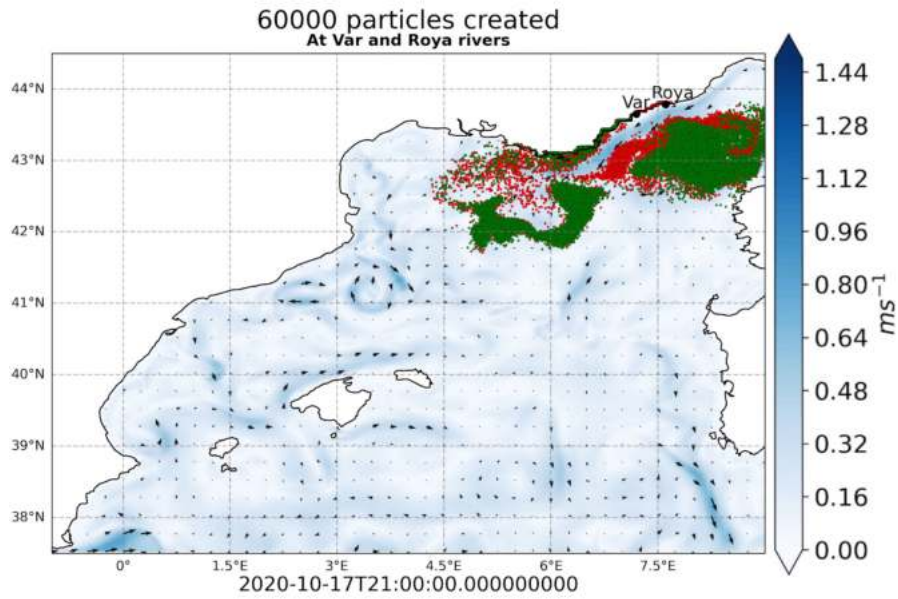 60000 particles created
At Var and Roya rivers
44°N
43°N
42°N
41°N
40°N
39°N
38°N
Var
Roya
0°
1.5°E
3°E
4.5°E
6°E
7.5°E
2020-10-17T21:00:00.000000000
1.44
1.28
1.12
0.96
0.80
0.64
0.48
0.32
0.16
0.00
ms⁻¹